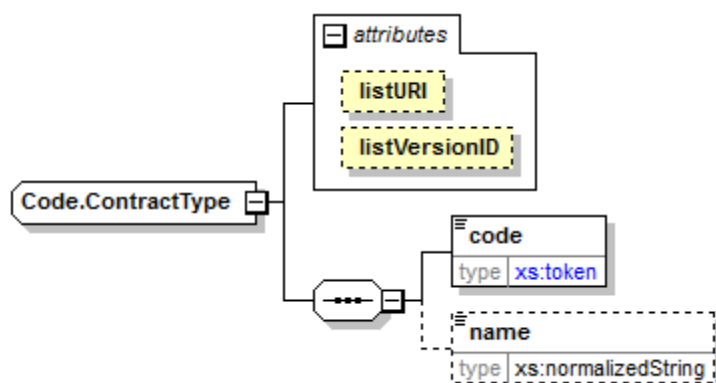 attributes
listURI
listVersionID
Code.ContractType
code
type xs:token
name
type xs:normalizedString